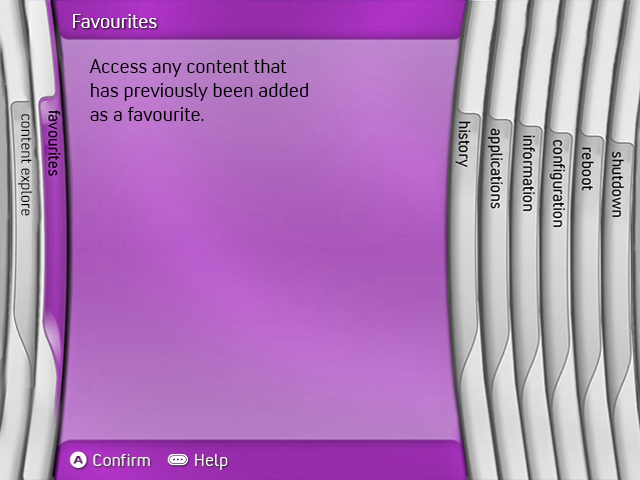 Favourites
Access any content that
has previously been added
as a favourite.
content explore
favourites
history
applications
information
configuration
reboot
shutdown
A Confirm
Help